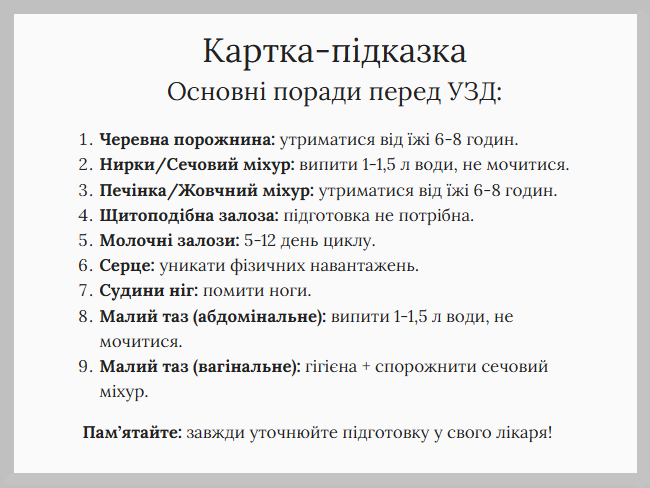 Картка-підказка
Основні поради перед УЗД:
1. Черевна порожнина: утриматися від їжі 6-8 годин.
2. Нирки/Сечовий міхур: випити 1-1,5 л води, не мочитися.
3. Печінка/Жовчний міхур: утриматися від їжі 6-8 годин.
4. Щитоподібна залоза: підготовка не потрібна.
5. Молочні залози: 5-12 день циклу.
6. Серце: уникати фізичних навантажень.
7. Судини ніг: помити ноги.
8. Малий таз (абдомінальне): випити 1-1,5 л води, не
мочитися.
9. Малий таз (вагінальне): гігієна + спорожнити сечовий
міхур.
Пам’ятайте: завжди уточнюйте підготовку у свого лікаря!